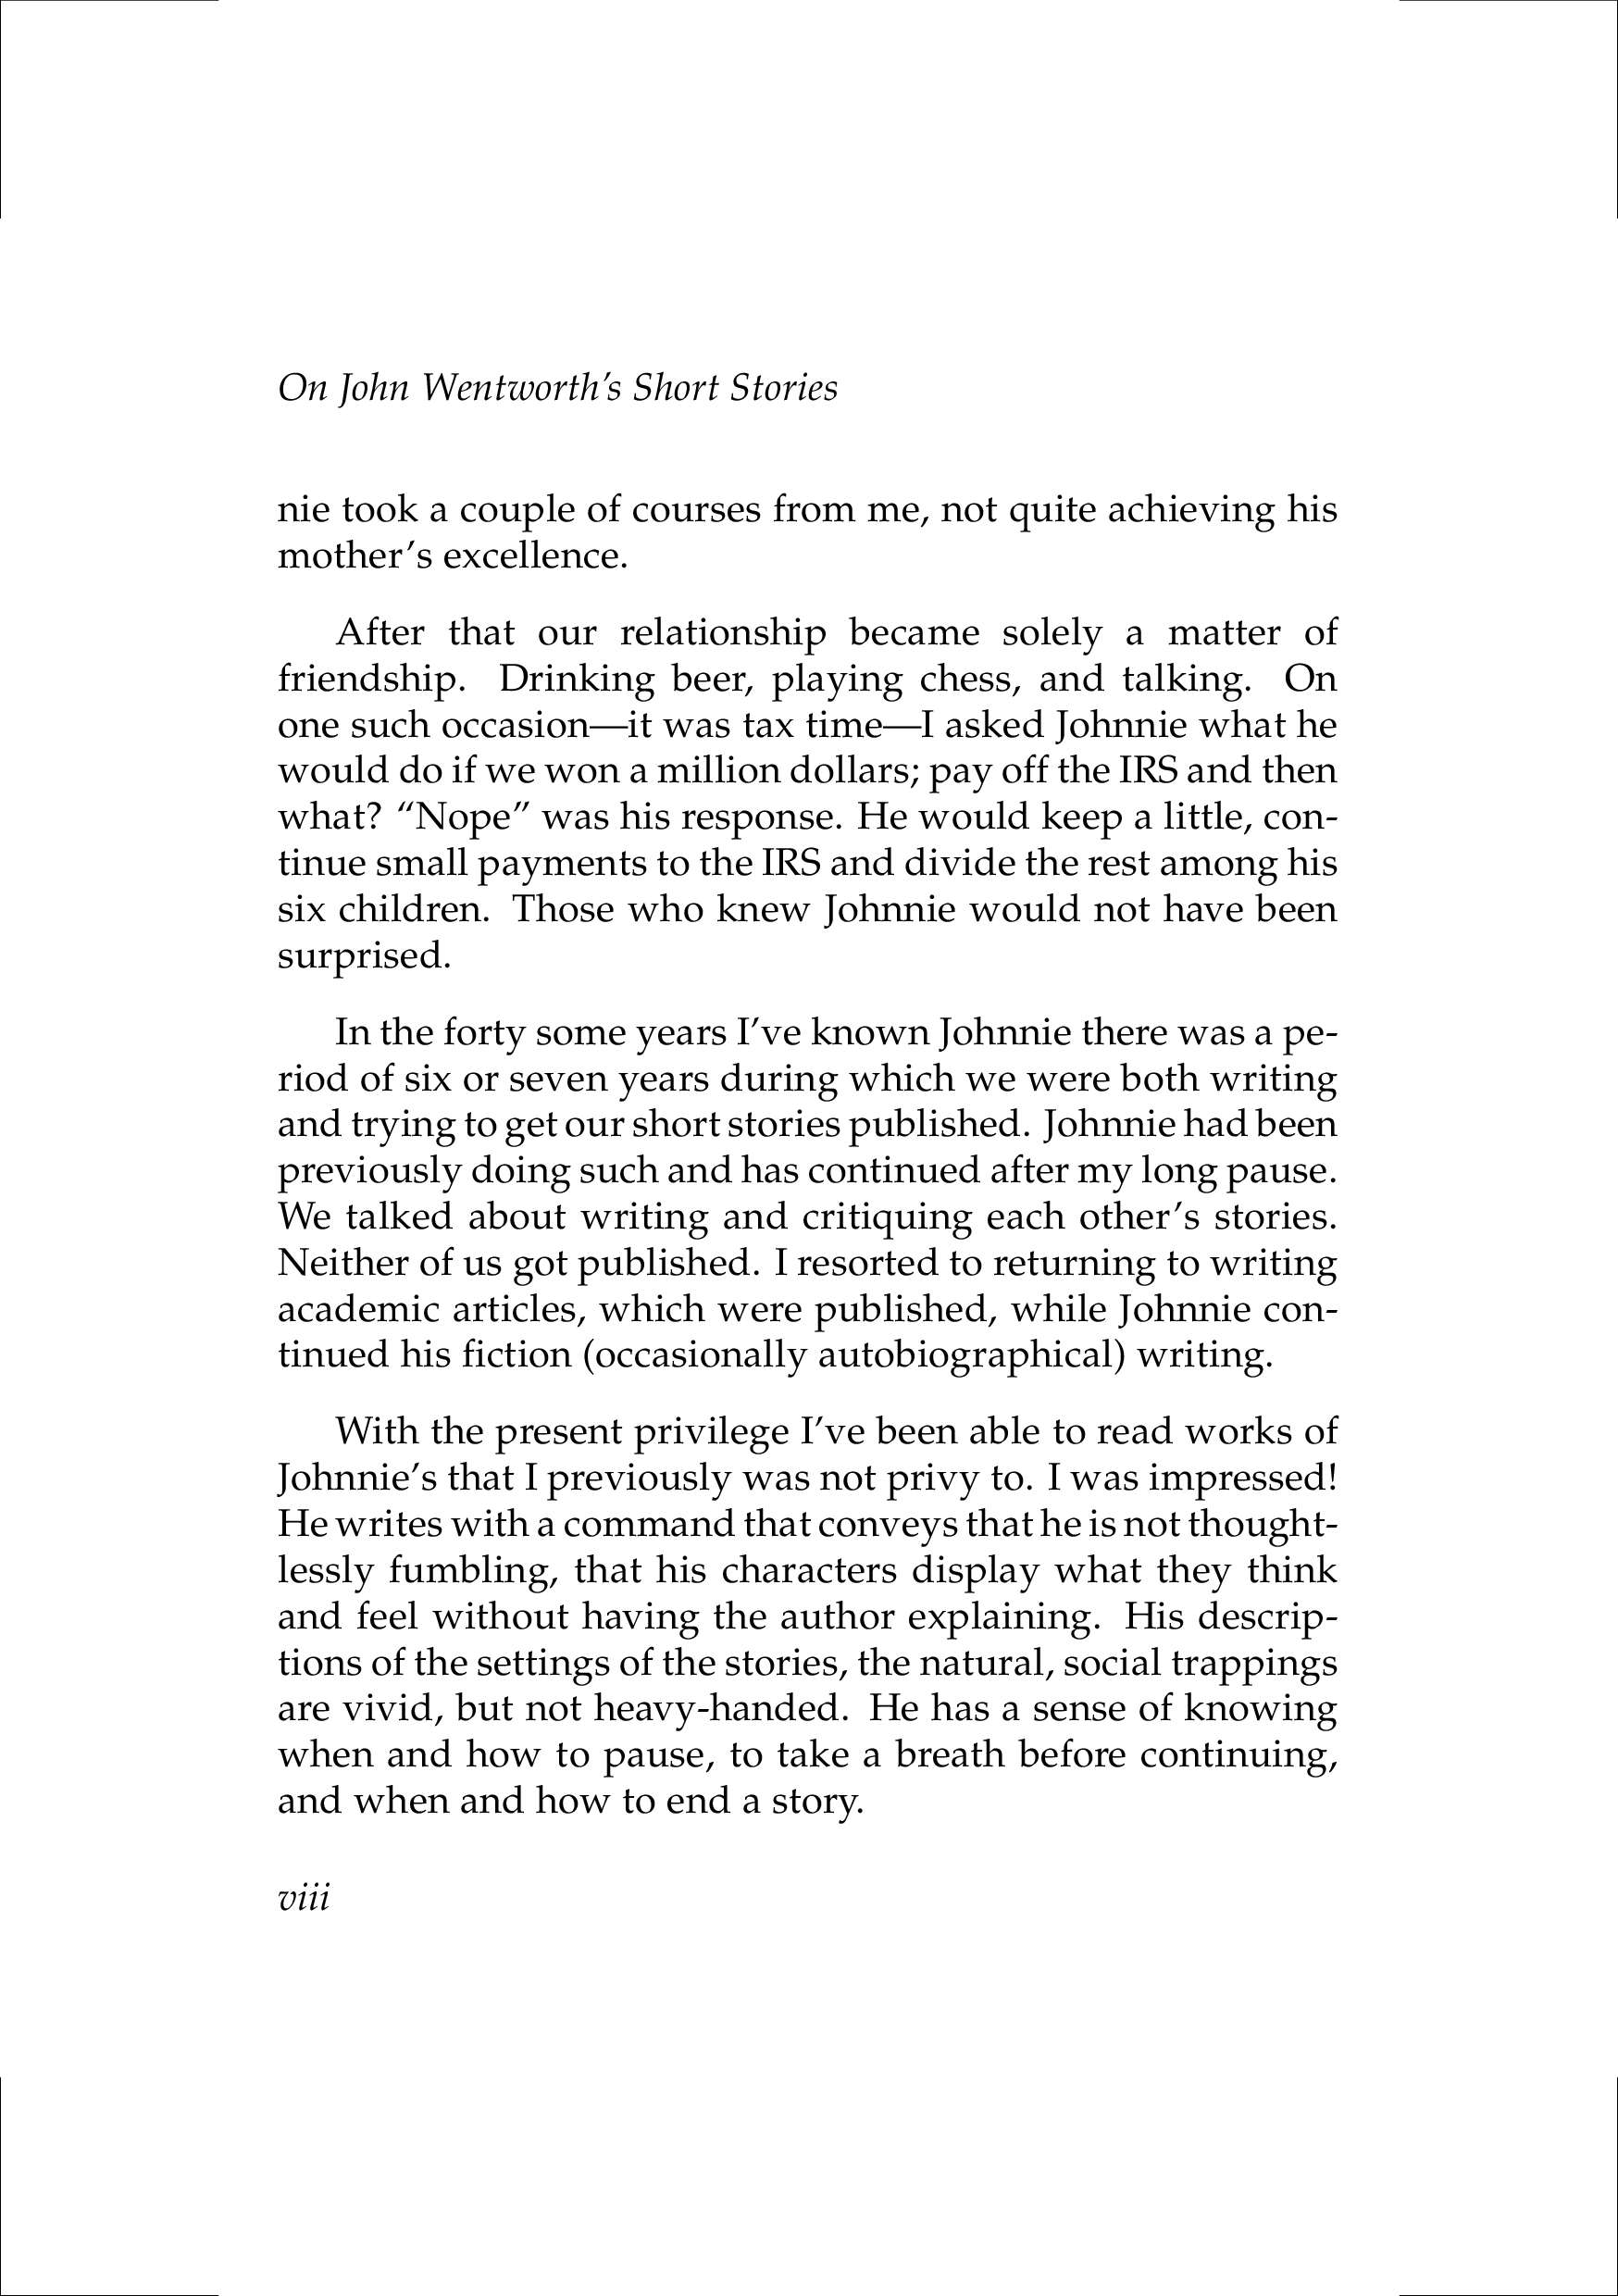 On John Wentworth's Short Stories
nie took a couple of courses from me, not quite achieving his
mother's excellence.
After that our relationship became solely a matter of
friendship. Drinking beer, playing chess, and talking. On
one such occasion—it was tax time—I asked Johnnie what he
would do if we won a million dollars; pay off the IRS and then
what? “Nope” was his response. He would keep a little, con-
tinue small payments to the IRS and divide the rest among his
six children. Those who knew Johnnie would not have been
surprised.
In the forty some years I've known Johnnie there was a pe-
riod of six or seven years during which we were both writing
and trying to get our short stories published. Johnnie had been
previously doing such and has continued after my long pause.
We talked about writing and critiquing each other's stories.
Neither of us got published. I resorted to returning to writing
academic articles, which were published, while Johnnie con-
tinued his fiction (occasionally autobiographical) writing.
With the present privilege I've been able to read works of
Johnnie's that I previously was not privy to. I was impressed!
He writes with a command that conveys that he is not thought-
lessly fumbling, that his characters display what they think
and feel without having the author explaining. His descrip-
tions of the settings of the stories, the natural, social trappings
are vivid, but not heavy-handed. He has a sense of knowing
when and how to pause, to take a breath before continuing,
and when and how to end a story.
viii